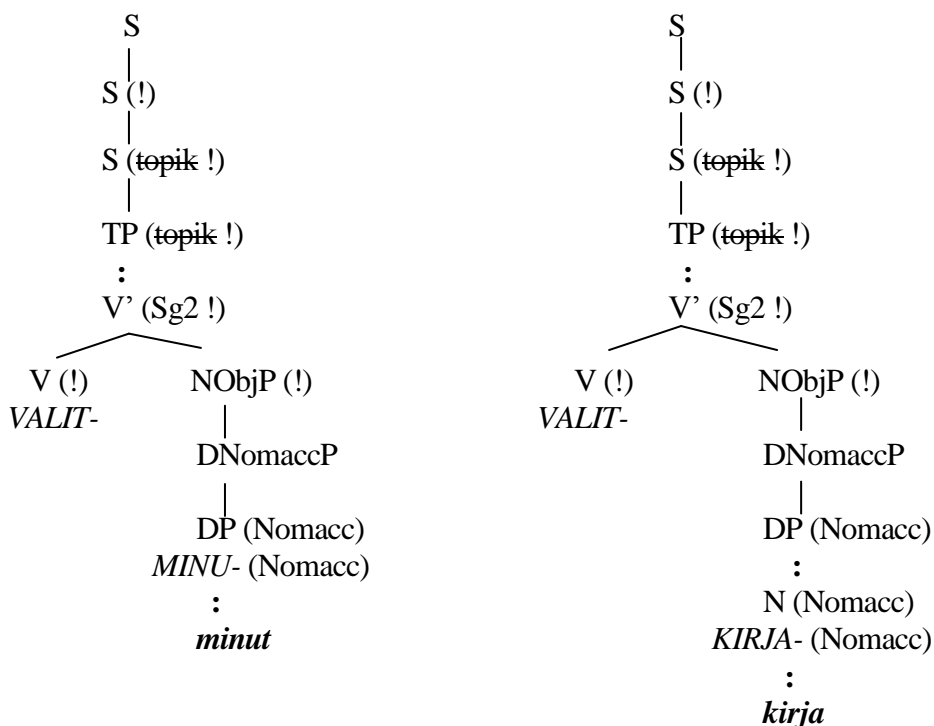 S S
S (!) S (!)
S (topik !) S (topik !)
TP (topik !) TP (topik !)
: :
V’ (Sg2 !) V’ (Sg2 !)
V (!) NObjP (!) V (!) NObjP (!)
VALIT- VALIT-
DNomaccP DNomaccP
DP (Nomacc) DP (Nomacc)
MINU- (Nomacc) :
: N (Nomacc)
minut KIRJA- (Nomacc)
:
kirja